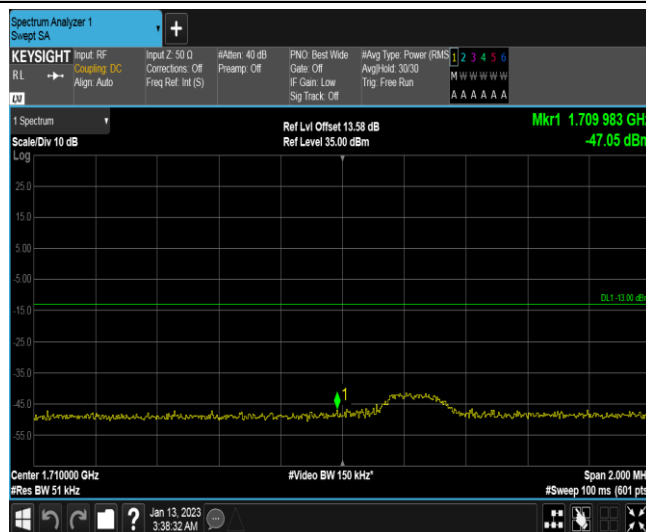 Spectrum Analyzer 1
Swept SA
+
KEYSIGHT
RL
LXI
Input: RF
Coupling: DC
Align: Auto
Input Z: 50 Ω
Corrections: Off
Freq Ref: Int (S)
#Atten: 40 dB
Preamp: Off
PNO: Best Wide
Gate: Off
IF Gain: Low
Sig Track: Off
#Avg Type: Power (RMS
Avg|Hold: 30/30
Trig: Free Run
1 2 3 4 5 6
M W W W W W
A A A A A A
1 Spectrum
Scale/Div 10 dB
Log
Ref Lvl Offset 13.58 dB
Ref Level 35.00 dBm
Mkr1 1.709 983 GHz
-47.05 dBm
25.0
15.0
5.00
-5.00
-15.0
-25.0
-35.0
-45.0
-55.0
DL1 -13.00 dBm
1
Center 1.710000 GHz
#Res BW 51 kHz
#Video BW 150 kHz*
Span 2.000 MH
#Sweep 100 ms (601 pts
?
Jan 13, 2023
3:38:32 AM